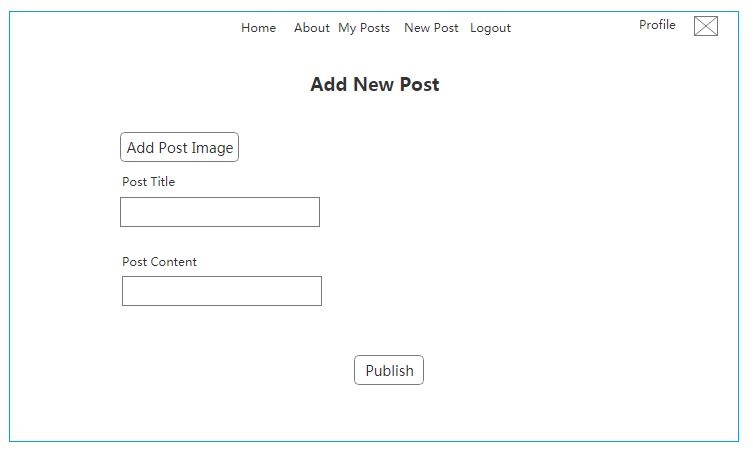 Home About My Posts New Post Logout Profile
Add New Post
Add Post Image
Post Title
Post Content
Publish